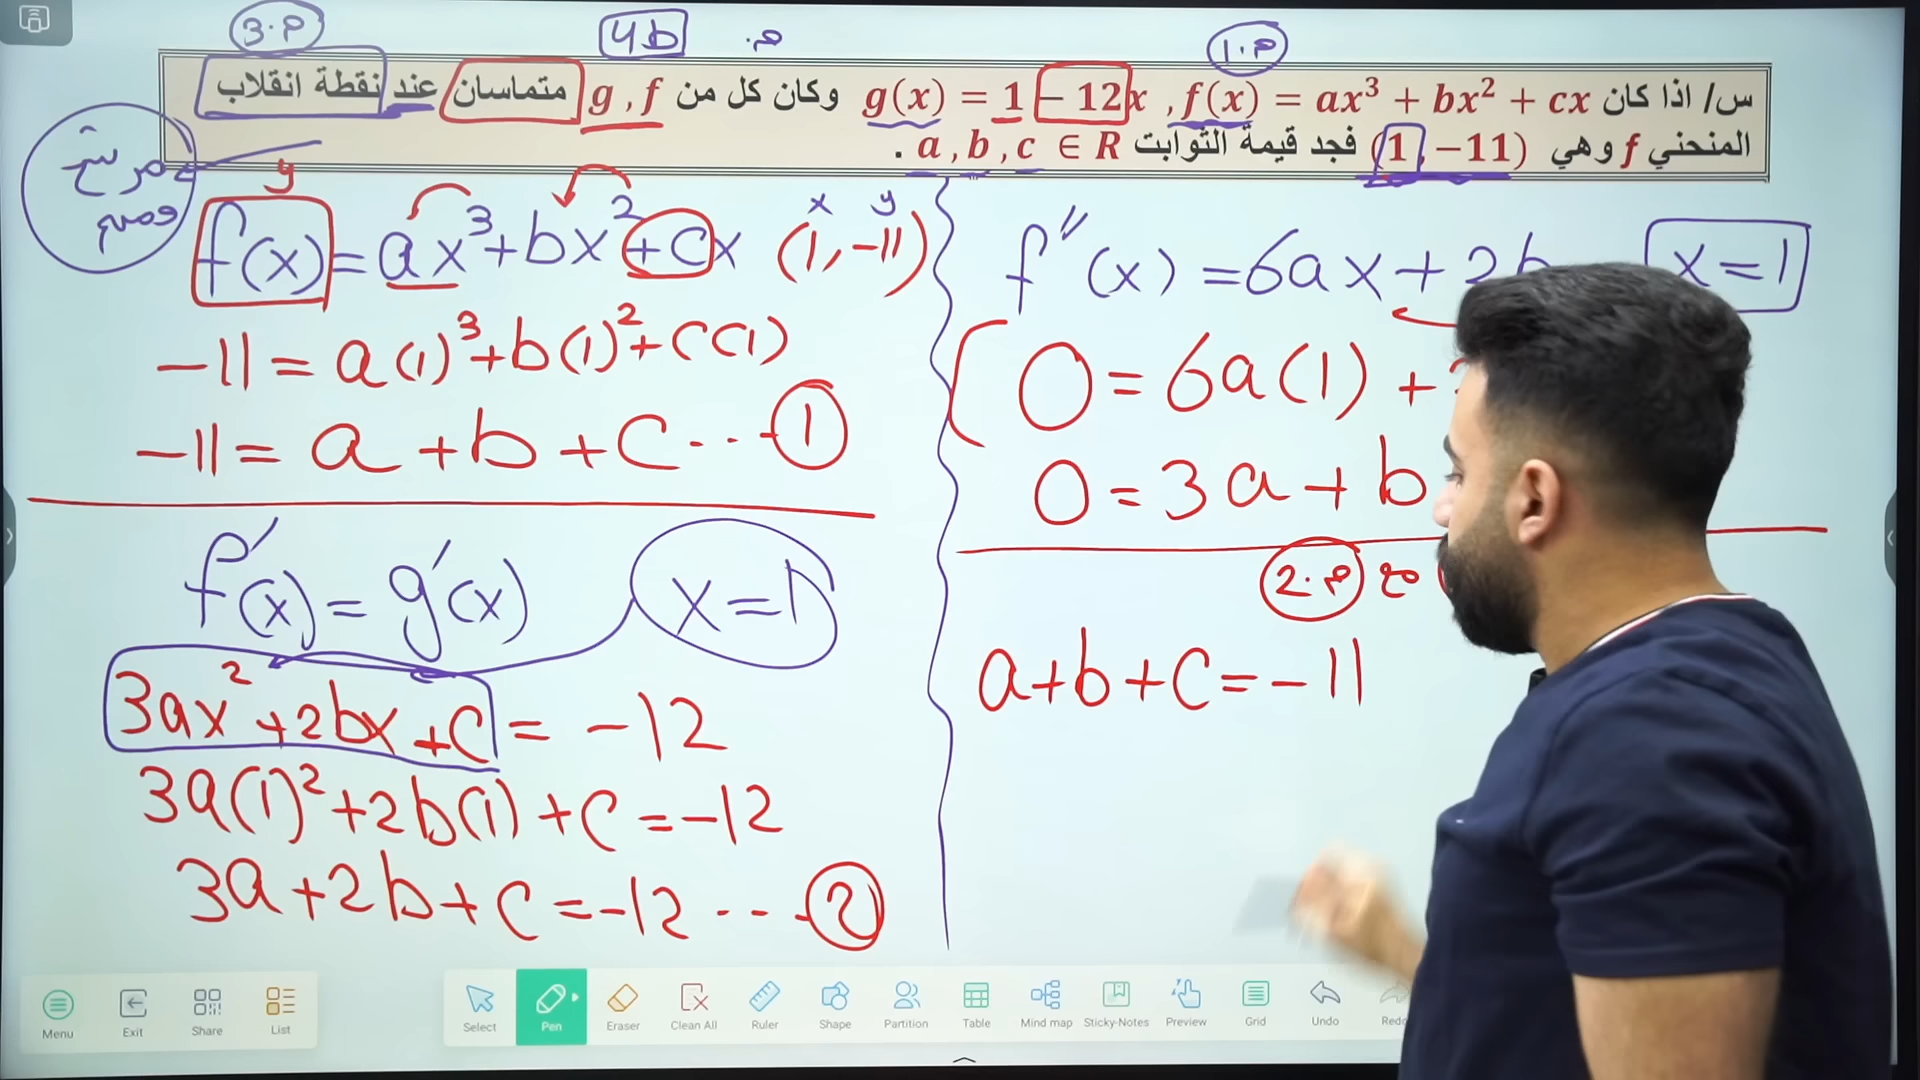 3.م
4b
م.
1.م
س/ اذا كان f(x) = ax³ + bx² + cx , g(x) = 1 − 12x وكان كل من g , f متماسان عند نقطة انقلاب
المنحني f وهي (1, −11) فجد قيمة الثوابت a , b , c ∈ R .
y
x y
f(x) = ax³ + bx² + cx (1, -11)
-11 = a(1)³ + b(1)² + c(1)
-11 = a + b + c ... ①
f'(x) = g'(x) x = 1
3ax² + 2bx + c = -12
3a(1)² + 2b(1) + c = -12
3a + 2b + c = -12 ... ②
f''(x) = 6ax + 2b x = 1
0 = 6a(1) +
0 = 3a + b
2.م مع
a + b + c = -11
Menu
Exit
Share
List
Select
Pen
Eraser
Clean All
Ruler
Shape
Partition
Table
Mind map
Sticky-Notes
Preview
Grid
Undo
Redo